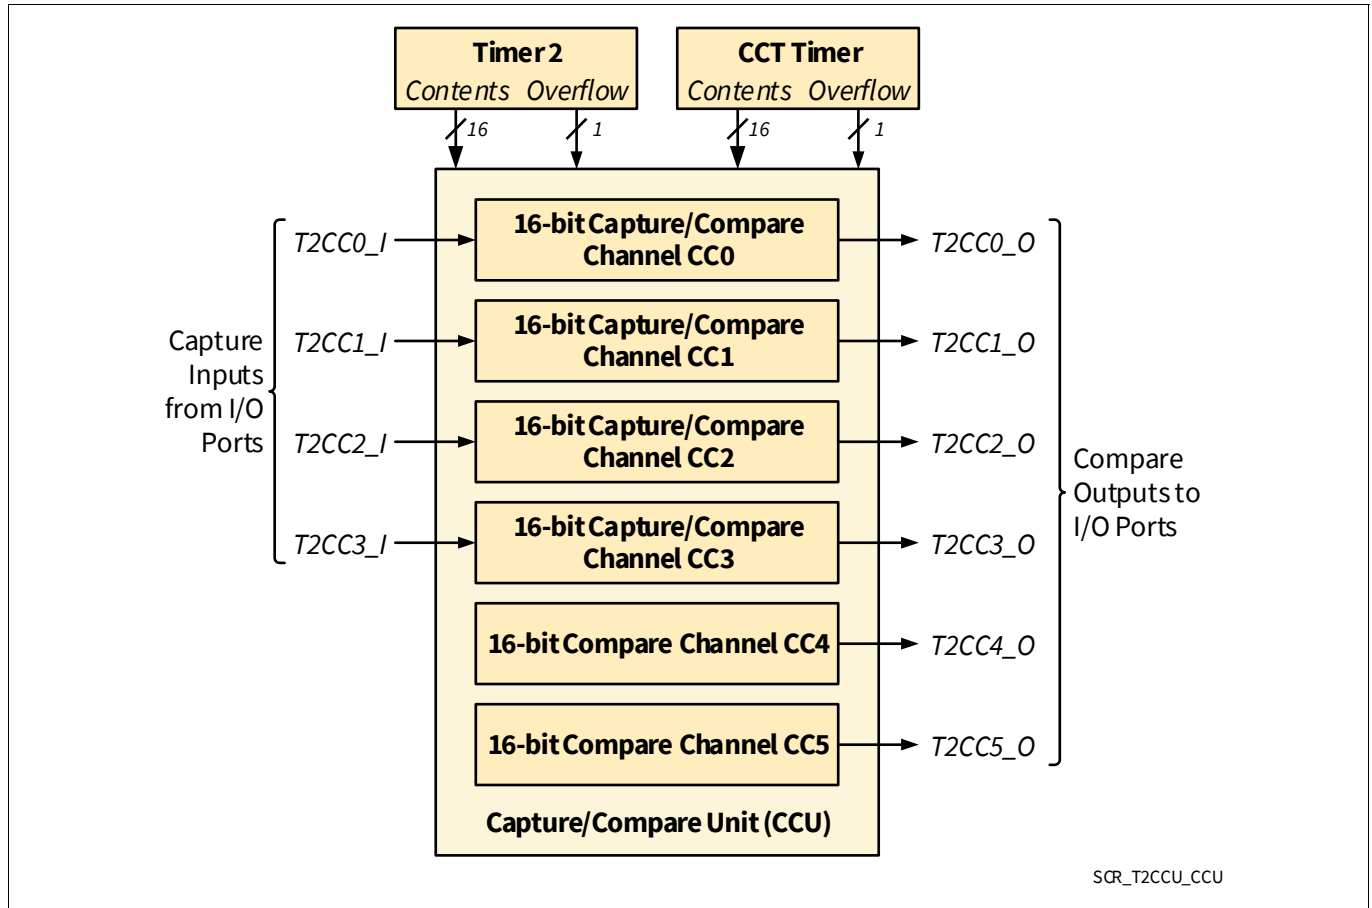 Timer 2
Contents Overflow
CCT Timer
Contents Overflow
16
1
16
1
T2CC0_I
16-bit Capture/Compare
Channel CC0
T2CC0_O
T2CC1_I
16-bit Capture/Compare
Channel CC1
T2CC1_O
Capture
Inputs
from I/O
Ports
T2CC2_I
16-bit Capture/Compare
Channel CC2
T2CC2_O
Compare
Outputs to
I/O Ports
T2CC3_I
16-bit Capture/Compare
Channel CC3
T2CC3_O
16-bit Compare Channel CC4
T2CC4_O
16-bit Compare Channel CC5
T2CC5_O
Capture/Compare Unit (CCU)
SCR_T2CCU_CCU